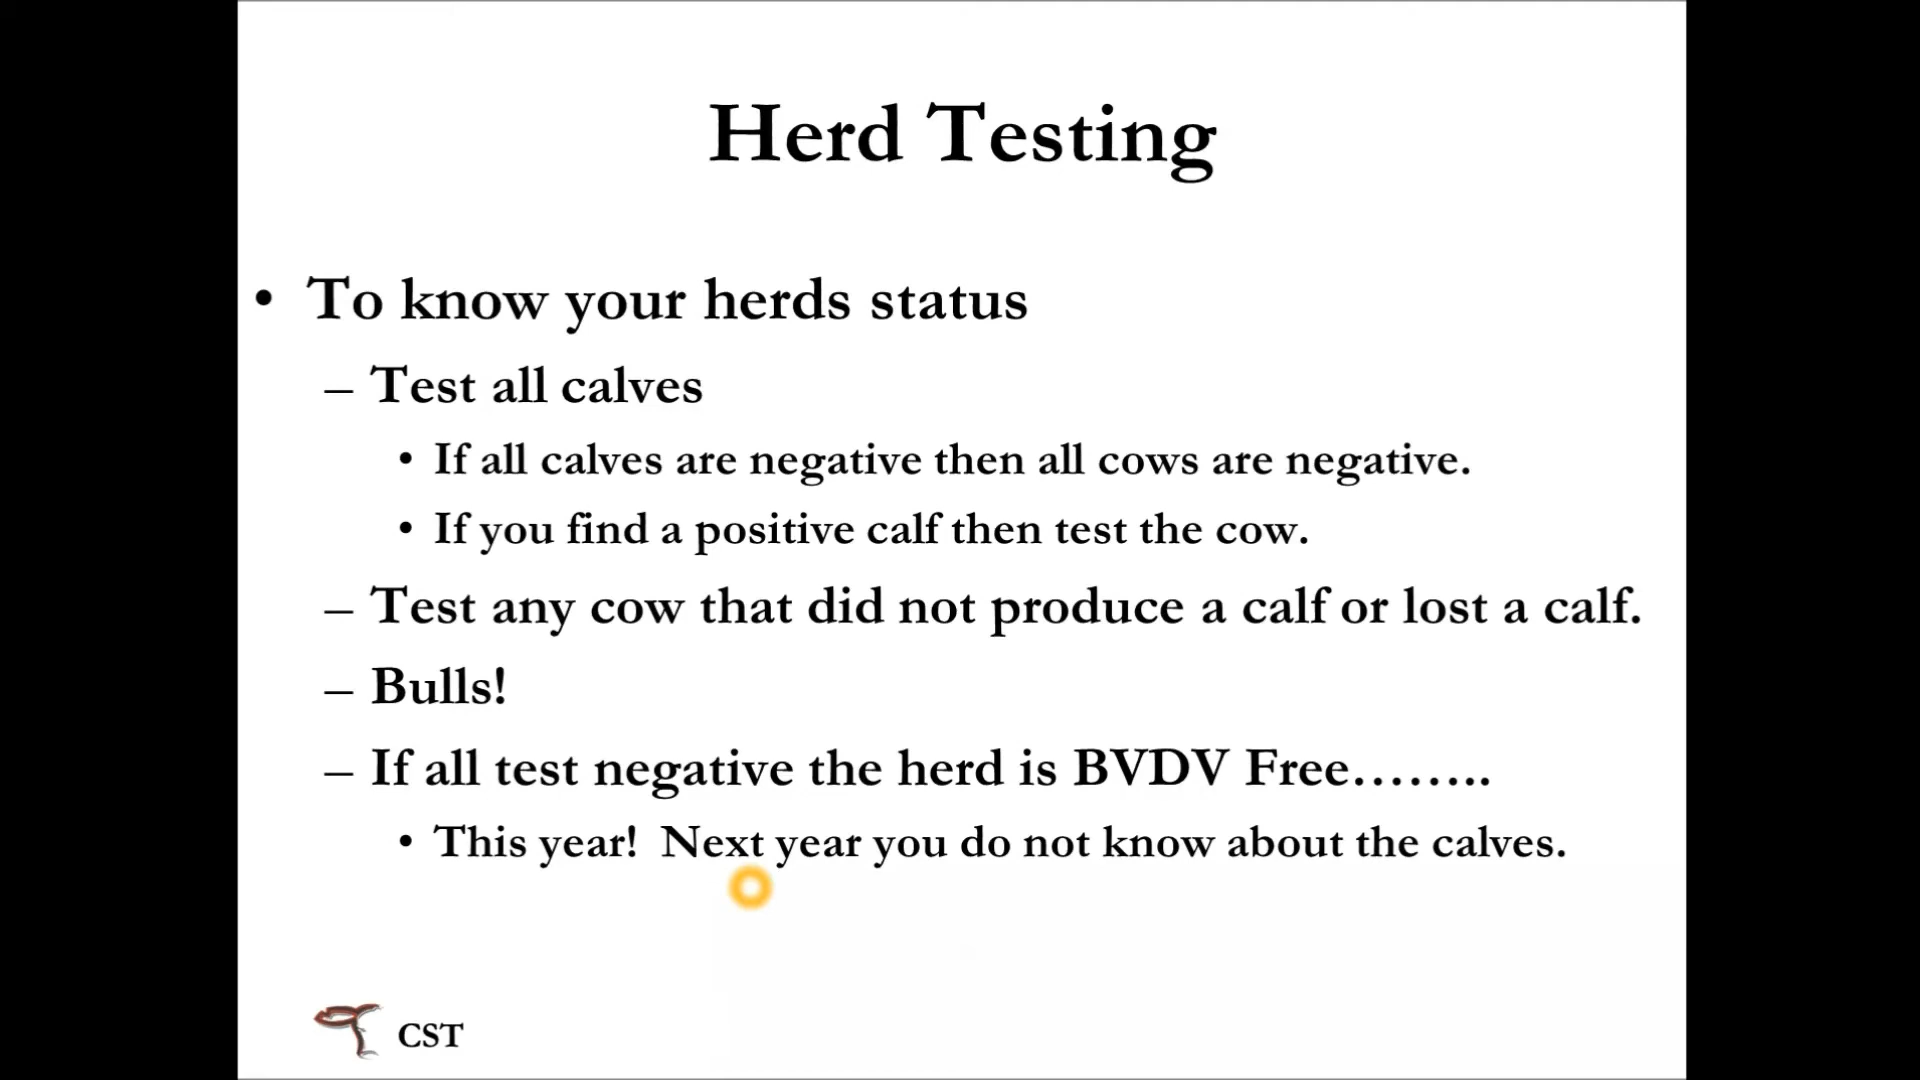 Herd Testing
• To know your herds status
– Test all calves
• If all calves are negative then all cows are negative.
• If you find a positive calf then test the cow.
– Test any cow that did not produce a calf or lost a calf.
– Bulls!
– If all test negative the herd is BVDV Free……..
• This year!  Next year you do not know about the calves.
CST